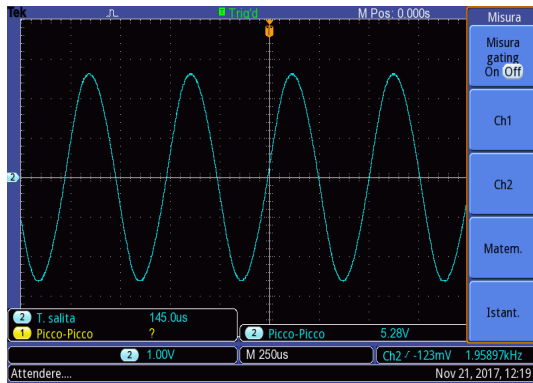 Tek
T Trig'd
M Pos: 0.000s
Misura
T
Misura
gating
On Off
Ch1
2
Ch2
Matem.
Istant.
2 T. salita 145.0us
1 Picco-Picco ?
2 Picco-Picco 5.28V
2 1.00V
M 250us
Ch2 -123mV 1.95897kHz
Attendere....
Nov 21, 2017, 12:19